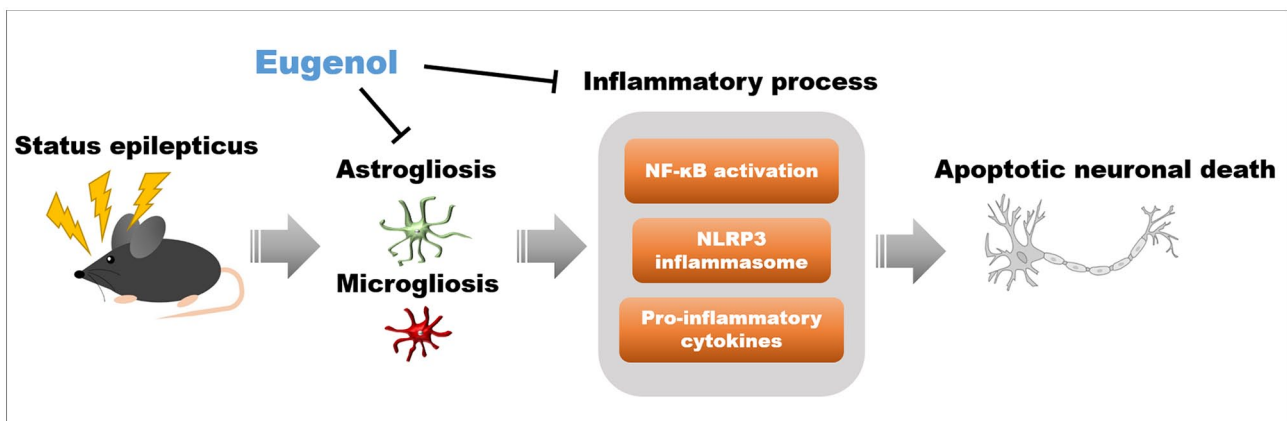 Eugenol
Inflammatory process
Status epilepticus
Astrogliosis
Microgliosis
NF-κB activation
NLRP3
inflammasome
Pro-inflammatory
cytokines
Apoptotic neuronal death